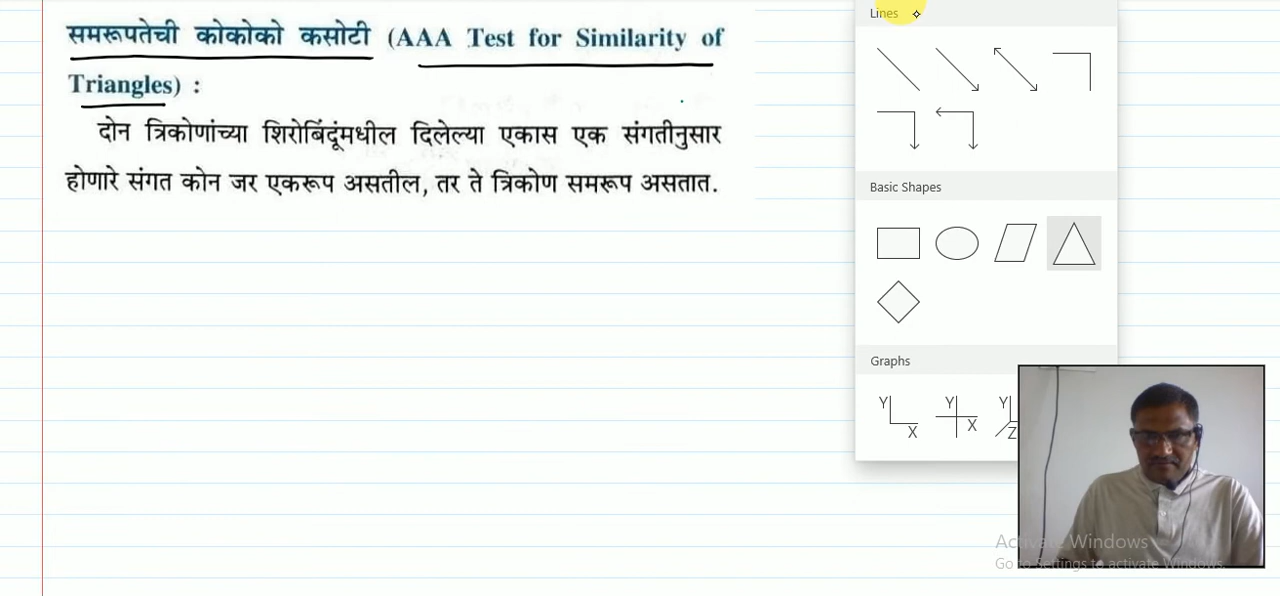 समरूपतेची कोकोको कसोटी (AAA Test for Similarity of
Triangles) :
दोन त्रिकोणांच्या शिरोबिंदूंमधील दिलेल्या एकास एक संगतीनुसार
होणारे संगत कोन जर एकरूप असतील, तर ते त्रिकोण समरूप असतात.
Lines
Basic Shapes
Graphs
Y X
Y X
Y Z
Activate Windows
Go to Settings to activate Windows.